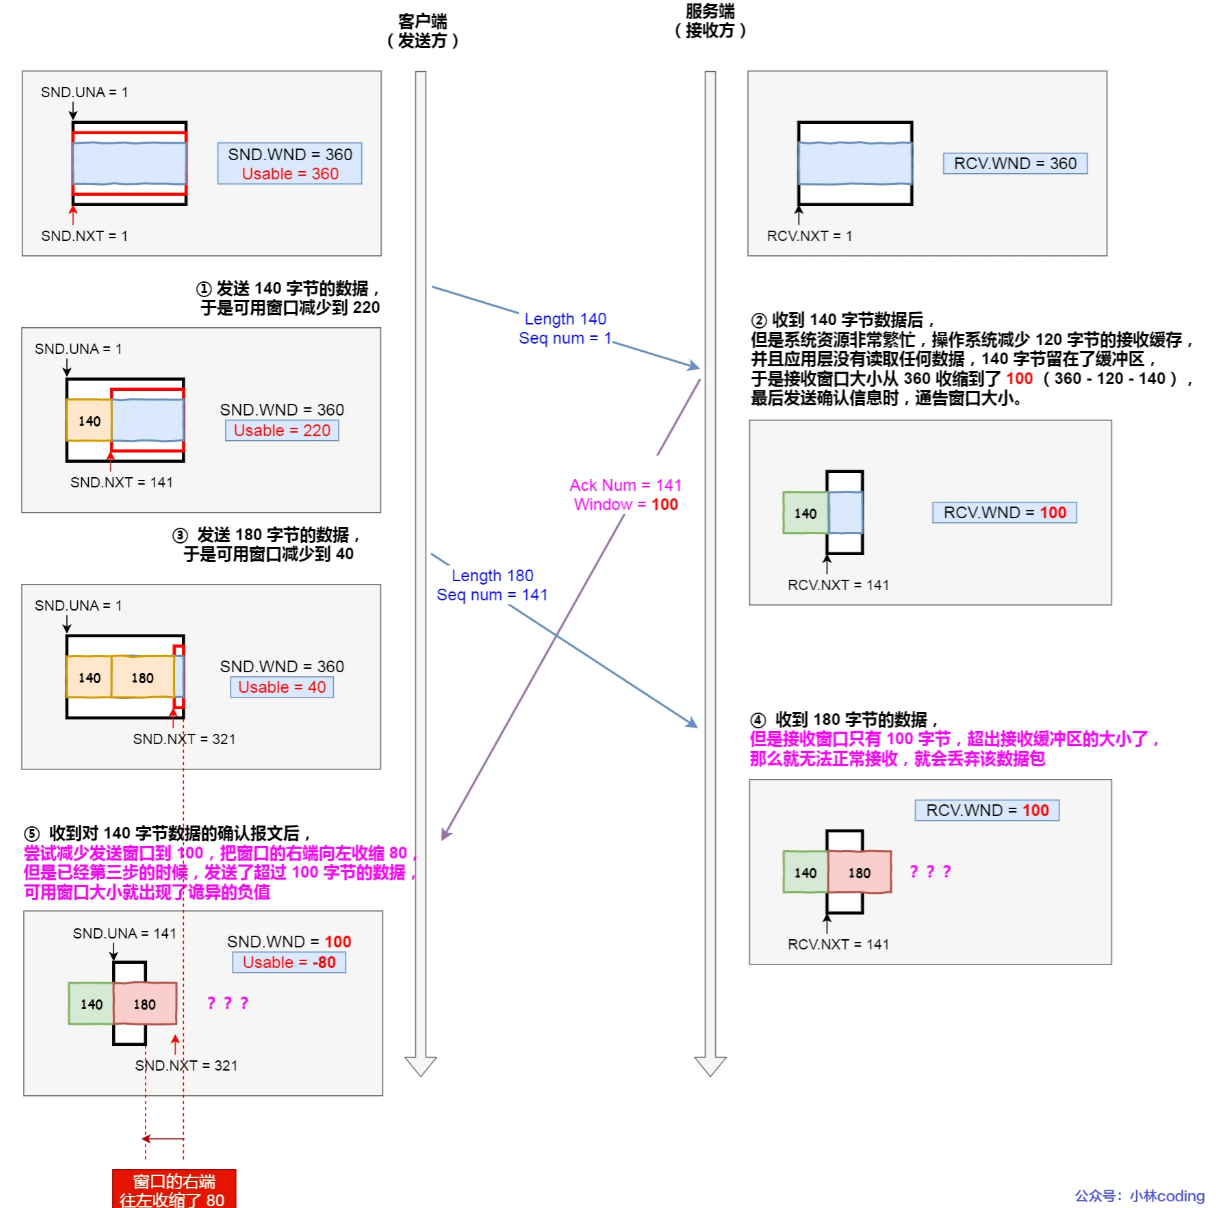 客户端
（发送方）
服务端
（接收方）
SND.UNA = 1
SND.WND = 360
Usable = 360
SND.NXT = 1
RCV.WND = 360
RCV.NXT = 1
① 发送 140 字节的数据，
于是可用窗口减少到 220
Length 140
Seq num = 1
② 收到 140 字节数据后，
但是系统资源非常繁忙，操作系统减少 120 字节的接收缓存，
并且应用层没有读取任何数据，140 字节留在了缓冲区，
于是接收窗口大小从 360 收缩到了 100 （360 - 120 - 140），
最后发送确认信息时，通告窗口大小。
SND.UNA = 1
140
SND.WND = 360
Usable = 220
SND.NXT = 141
Ack Num = 141
Window = 100
140
RCV.WND = 100
RCV.NXT = 141
③ 发送 180 字节的数据，
于是可用窗口减少到 40
Length 180
Seq num = 141
SND.UNA = 1
140
180
SND.WND = 360
Usable = 40
SND.NXT = 321
④ 收到 180 字节的数据，
但是接收窗口只有 100 字节，超出接收缓冲区的大小了，
那么就无法正常接收，就会丢弃该数据包
RCV.WND = 100
140
180
？？？
RCV.NXT = 141
⑤ 收到对 140 字节数据的确认报文后，
尝试减少发送窗口到 100，把窗口的右端向左收缩 80，
但是已经第三步的时候，发送了超过 100 字节的数据，
可用窗口大小就出现了诡异的负值
SND.UNA = 141
SND.WND = 100
Usable = -80
140
180
？？？
SND.NXT = 321
窗口的右端
往左收缩了 80
公众号：小林coding